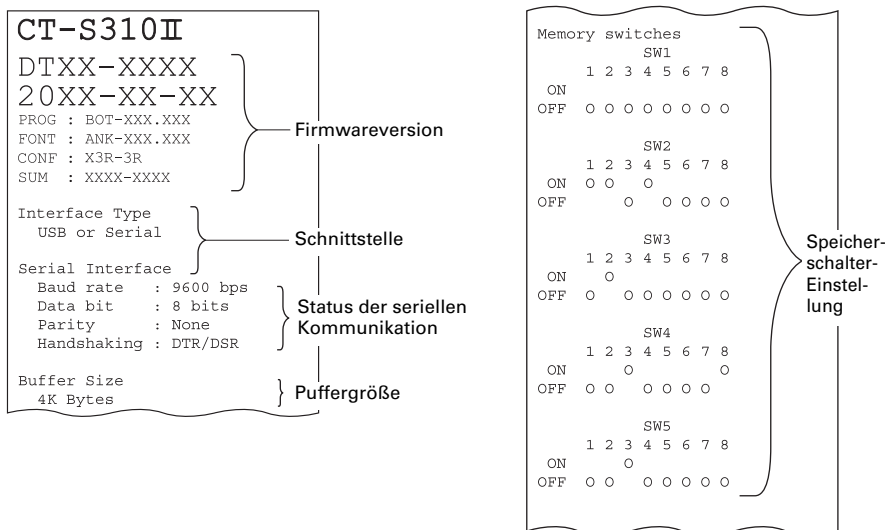 CT-S310II
DTXX-XXXX
20XX-XX-XX
PROG : BOT-XXX.XXX
FONT : ANK-XXX.XXX
CONF : X3R-3R
SUM : XXXX-XXXX
Firmwareversion
Interface Type
USB or Serial
Schnittstelle
Serial Interface
Baud rate : 9600 bps
Data bit : 8 bits
Parity : None
Handshaking : DTR/DSR
Status der seriellen
Kommunikation
Buffer Size
4K Bytes
Puffergröße
Memory switches
SW1
1 2 3 4 5 6 7 8
ON
OFF O O O O O O O O
SW2
1 2 3 4 5 6 7 8
ON O O O
OFF O O O O O
SW3
1 2 3 4 5 6 7 8
ON O
OFF O O O O O O O
SW4
1 2 3 4 5 6 7 8
ON O O
OFF O O O O O O
SW5
1 2 3 4 5 6 7 8
ON O
OFF O O O O O O O
Speicher-
schalter-
Einstel-
lung